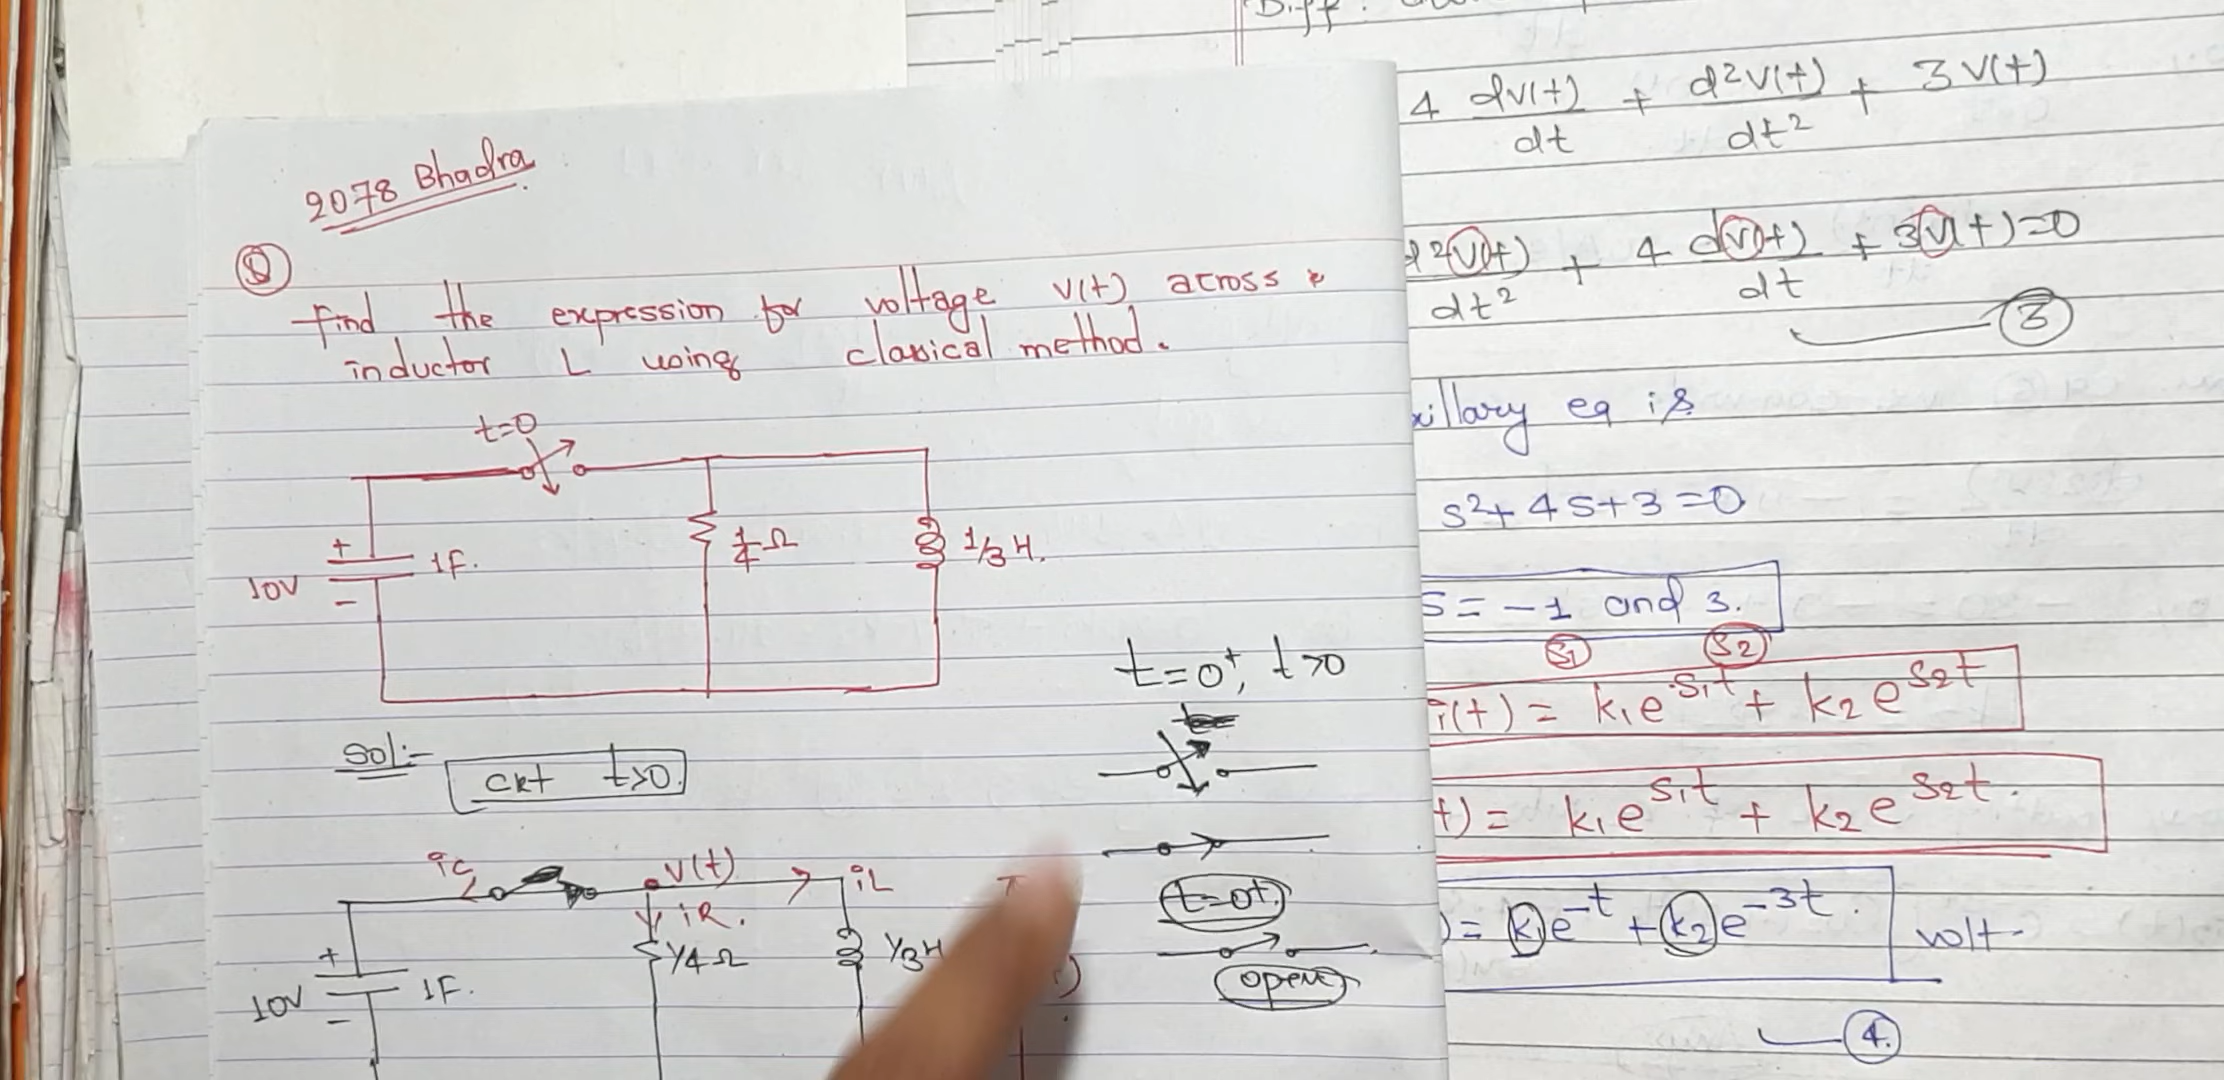 2078 Bhadra
Find the expression for voltage v(t) across
inductor L using classical method.
t=0
+
10V
-
1F.
1/4 Ω
1/3 H.
t=0⁺, t>0
Sol:-
ckt t>0.
ic
v(t)
iL
iR.
+
10V
-
1F.
1/4 Ω
1/3 H
t=0+
open
4 dv(t)/dt + d²v(t)/dt² + 3v(t)
d²v(t)/dt² + 4 dv(t)/dt + 3v(t)=0
3
xillary eq is
s²+4s+3=0
s=-1 and 3.
S1 S2
i(t) = k₁e^s₁t + k₂e^s₂t
t) = k₁e^s₁t + k₂e^s₂t.
)= k₁e^-t + k₂e^-3t. volt-
4.